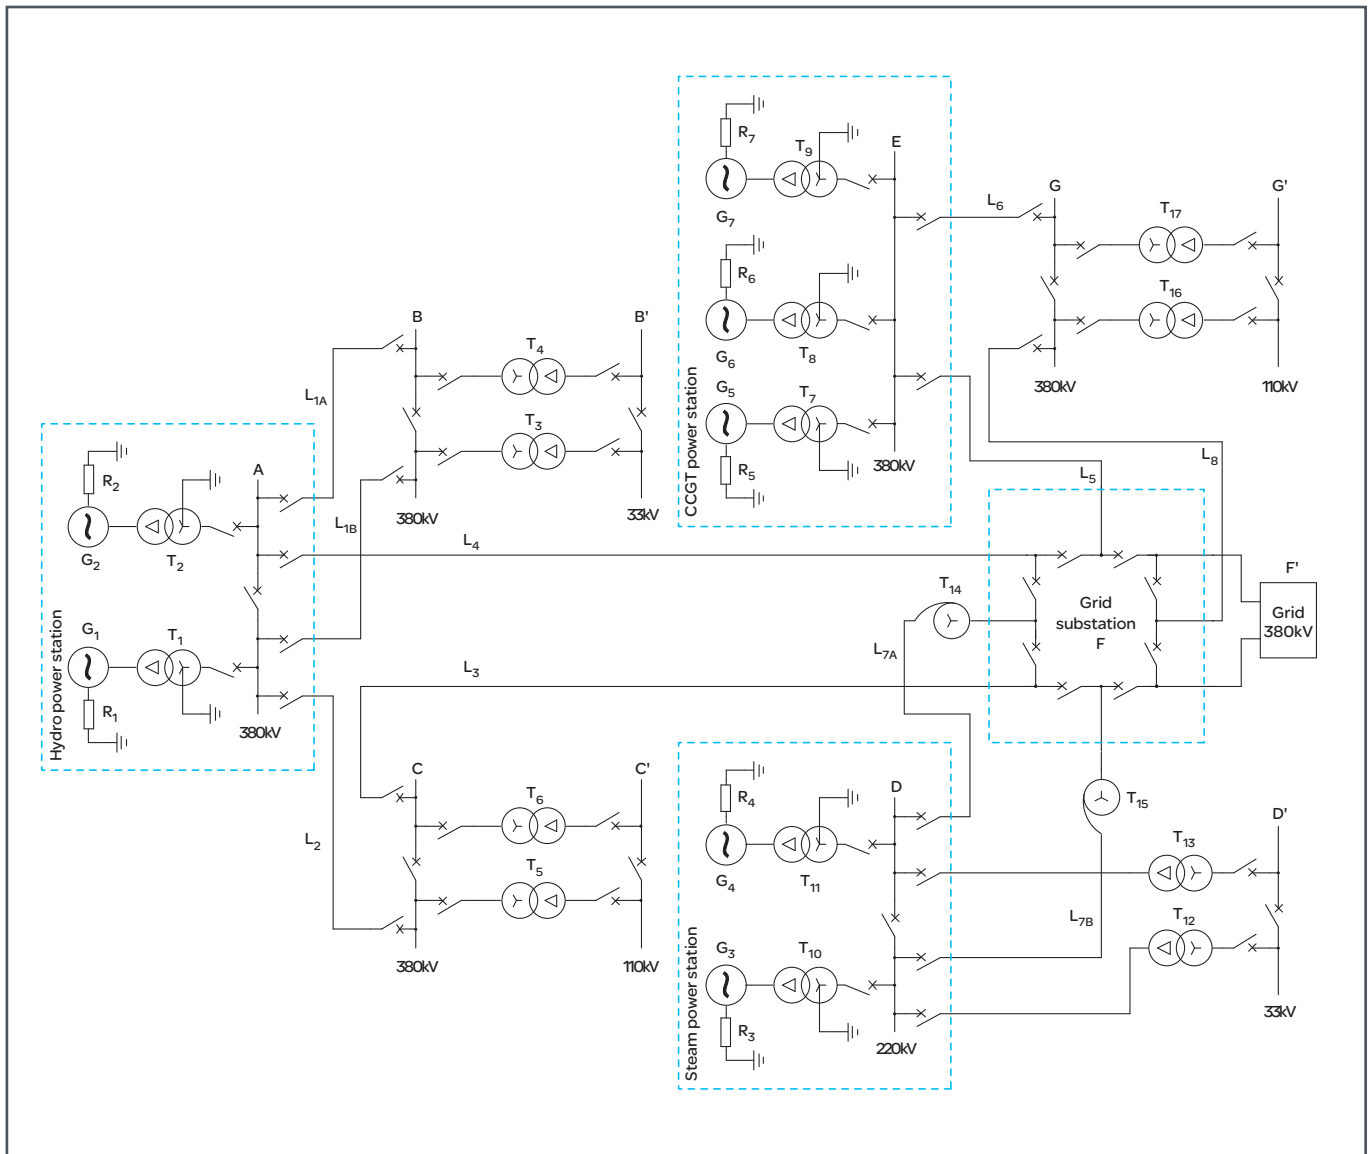 R₇
T₉
E
G₇
L₆
G
G'
T₁₇
R₆
T₁₆
G₆
T₈
B
B'
T₄
G₅
T₇
380kV
110kV
L₁A
T₃
R₅
380kV
CCGT power station
L₅
L₈
A
R₂
L₁B
380kV
33kV
G₂
T₂
L₄
F'
T₁₄
Grid
substation
F
Grid
380kV
G₁
T₁
L₇A
L₃
R₁
380kV
Hydropower station
C
C'
D
R₄
T₁₅
D'
T₆
L₂
T₁₃
G₄
T₁₁
T₅
L₇B
T₁₂
G₃
T₁₀
380kV
110kV
R₃
33kV
220kV
Steam power station